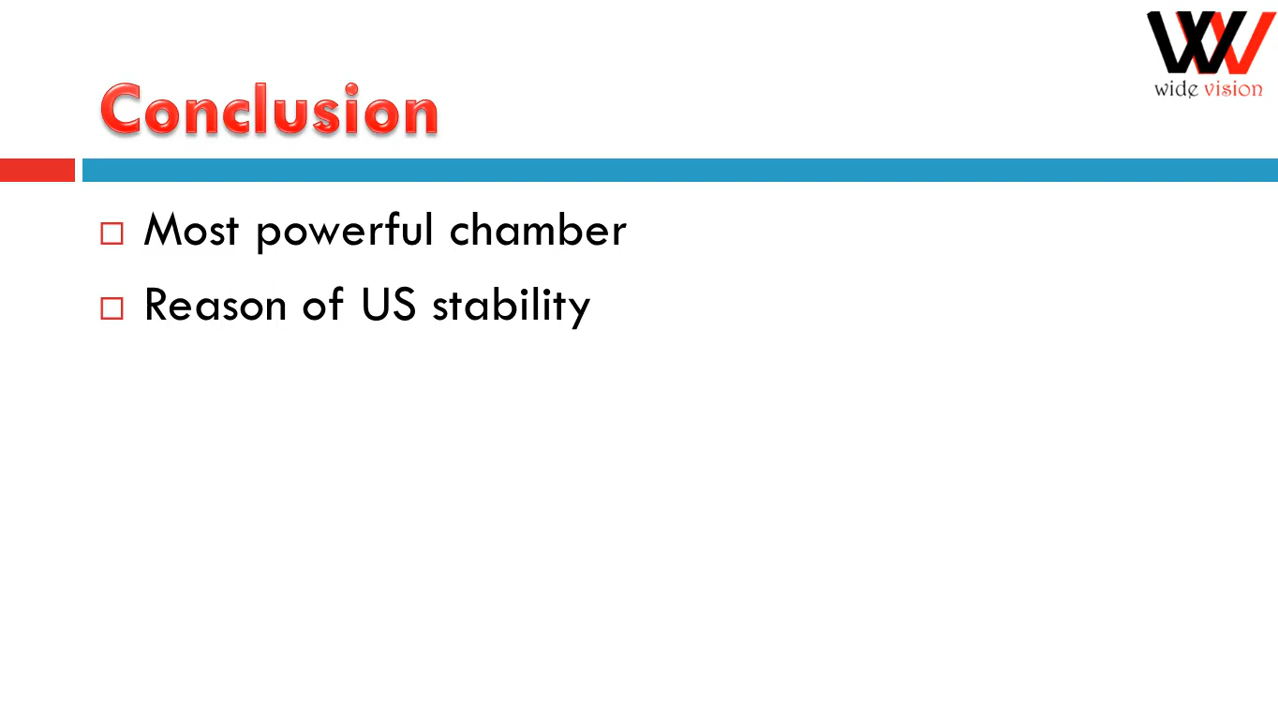 W
wide vision
Conclusion
Most powerful chamber
Reason of US stability